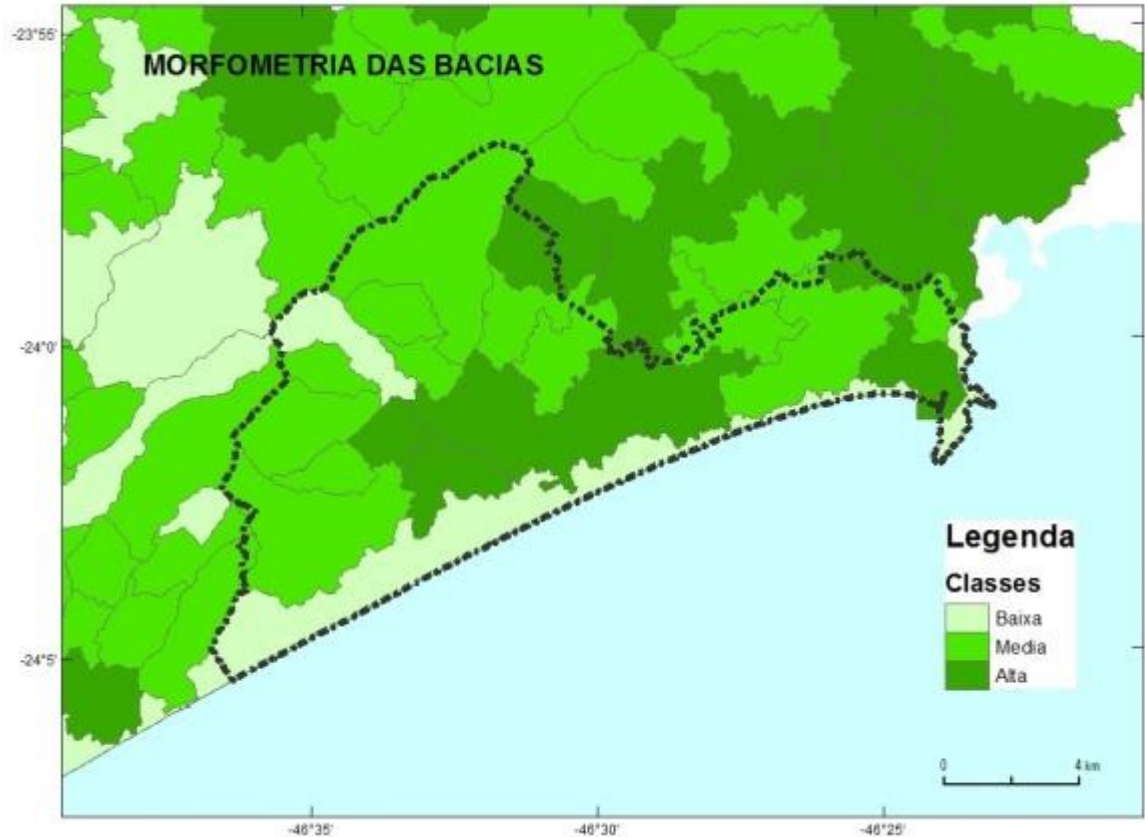 MORFOMETRIA DAS BACIAS
-23°55'
-24°0'
-24°5'
Legenda
Classes
Baixa
Media
Alta
0 4 km
-46°35' -46°30' -46°25'